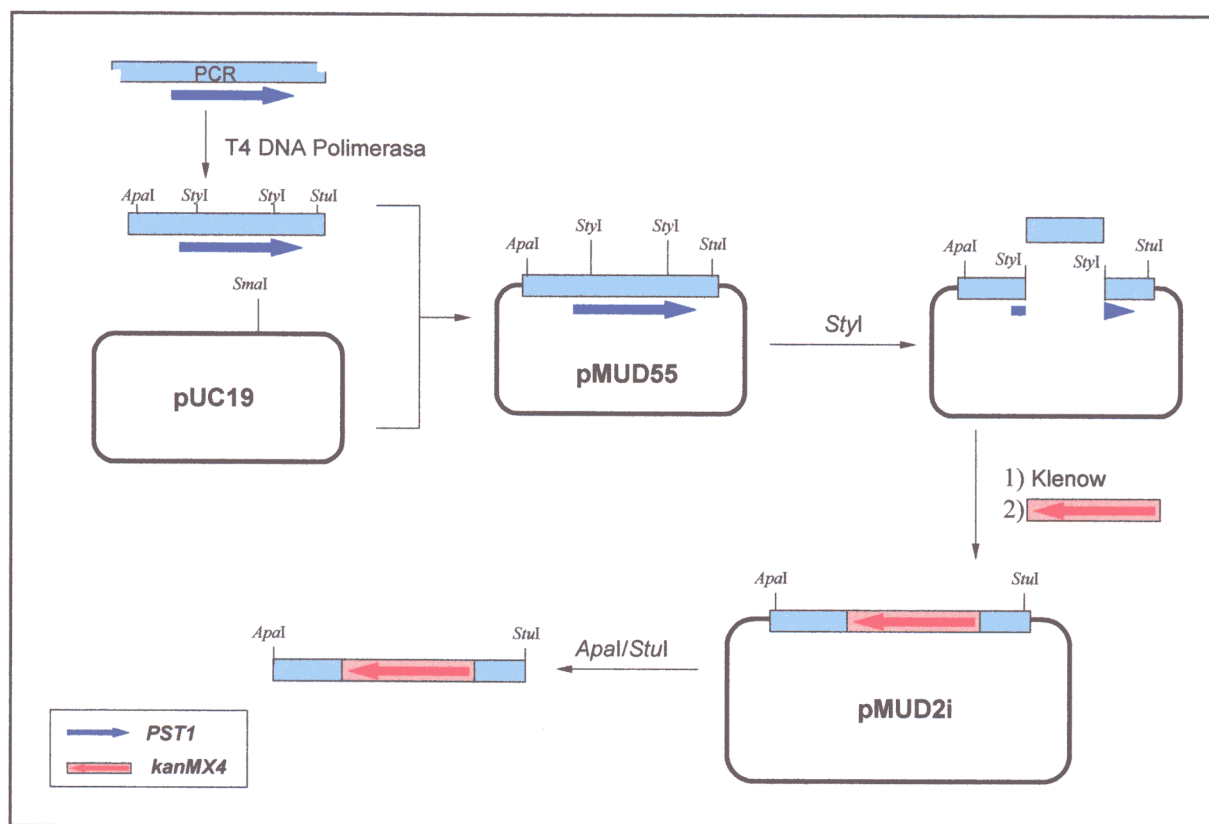 PCR
T4 DNA Polimerasa
ApaI StyI StyI StuI
SmaI
pUC19
ApaI StyI StyI StuI
pMUD55
StyI
ApaI StyI StyI StuI
1) Klenow
2)
ApaI StuI
pMUD2i
ApaI/StuI
ApaI StuI
PST1
kanMX4